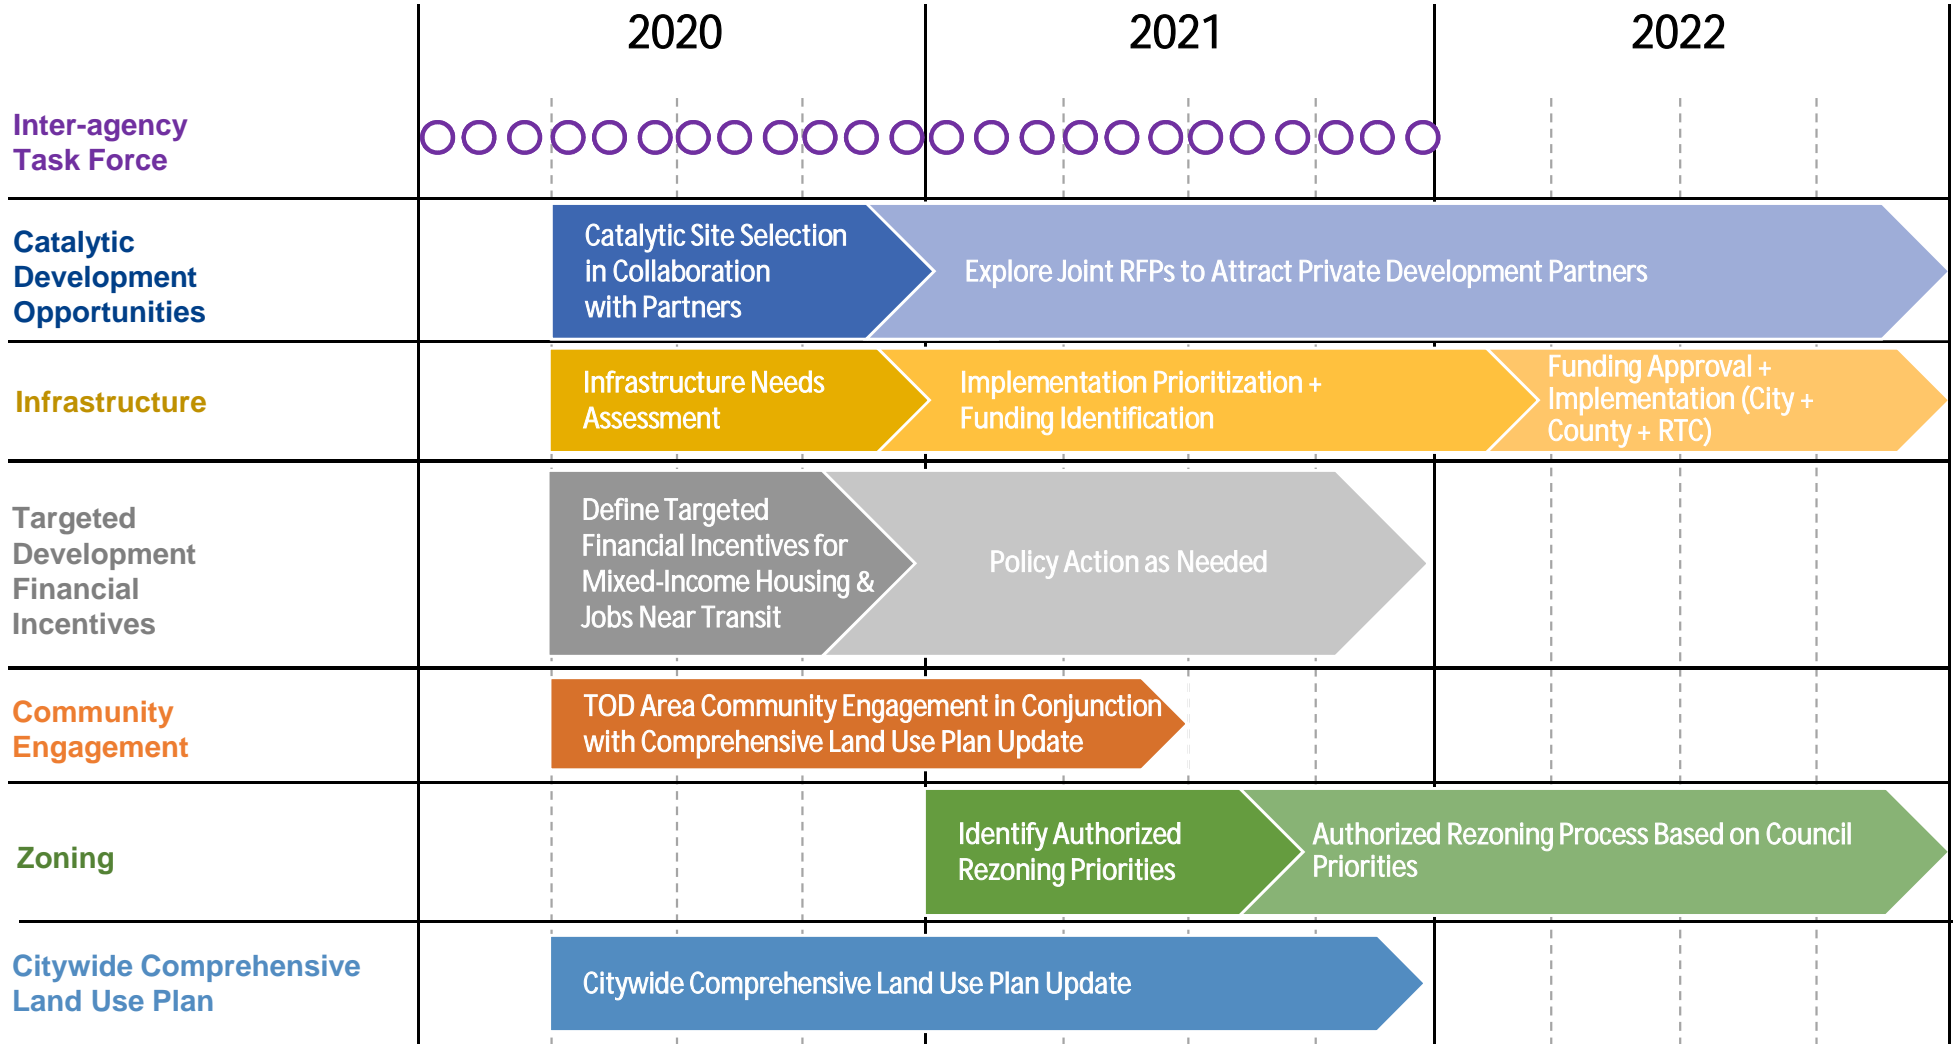 2020
2021
2022
Inter-agency
Task Force
Catalytic
Development
Opportunities
Catalytic Site Selection
in Collaboration
with Partners
Explore Joint RFPs to Attract Private Development Partners
Infrastructure
Infrastructure Needs
Assessment
Implementation Prioritization +
Funding Identification
Funding Approval +
Implementation (City +
County + RTC)
Targeted
Development
Financial
Incentives
Define Targeted
Financial Incentives for
Mixed-Income Housing &
Jobs Near Transit
Policy Action as Needed
Community
Engagement
TOD Area Community Engagement in Conjunction
with Comprehensive Land Use Plan Update
Zoning
Identify Authorized
Rezoning Priorities
Authorized Rezoning Process Based on Council
Priorities
Citywide Comprehensive
Land Use Plan
Citywide Comprehensive Land Use Plan Update